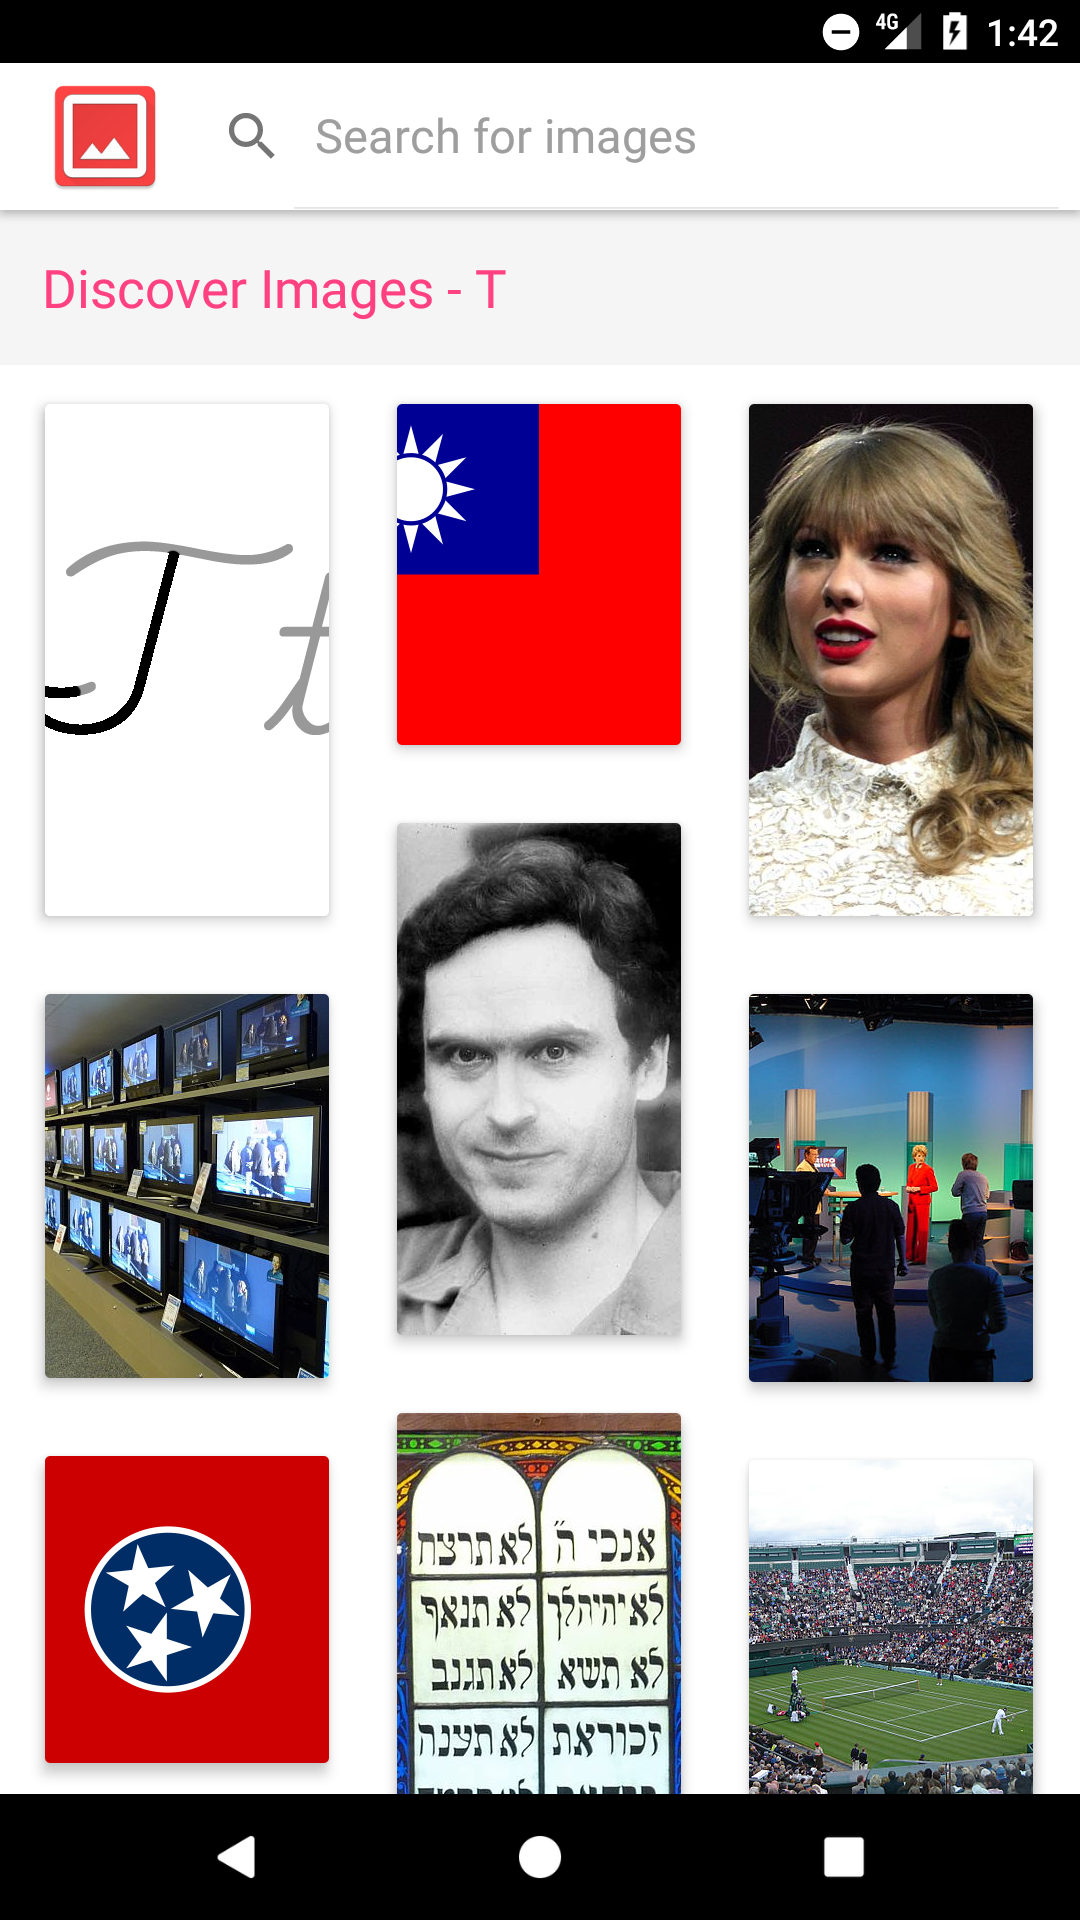 4G 1:42
Search for images
Discover Images - T
T t
אנכי ה׳׳ לא תרצח
לא יהיה לך לא תנאף
לא תשא לא תגנב
זכור את לא תענה